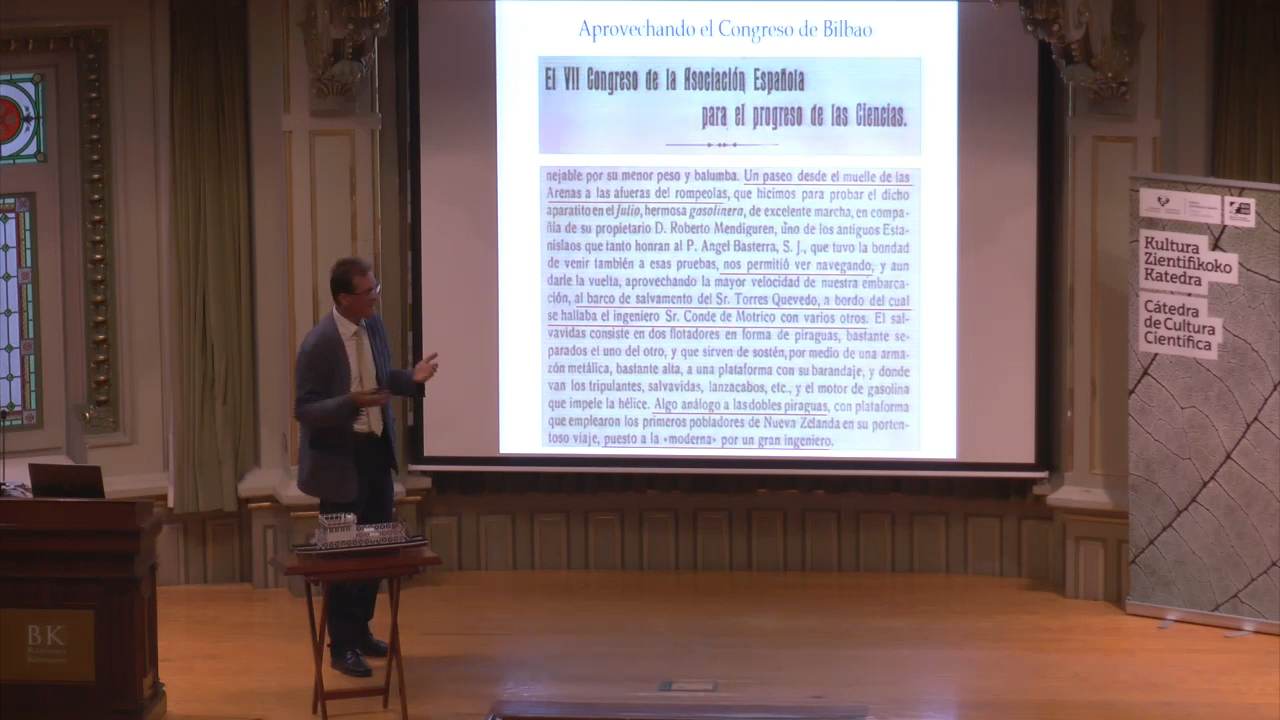 Aprovechando el Congreso de Bilbao
El VII Congreso de la Asociación Española
para el progreso de las Ciencias.
nejable por su menor peso y balumba. Un paseo desde el muelle de las
Arenas a las afueras del rompeolas, que hicimos para probar el dicho
aparatito en el Julio, hermosa gasolinera, de excelente marcha, en compa-
ñía de su propietario D. Roberto Mendiguren, uno de los antiguos Esta-
nislaos que tanto honran al P. Angel Basterra, S. J., que tuvo la bondad
de venir también a esas pruebas, nos permitió ver navegando, y aun
darle la vuelta, aprovechando la mayor velocidad de nuestra embarca-
ción, al barco de salvamento del Sr. Torres Quevedo, a bordo del cual
se hallaba el ingeniero Sr. Conde de Motrico con varios otros. El sal-
vavidas consiste en dos flotadores en forma de piraguas, bastante se-
parados el uno del otro, y que sirven de sostén, por medio de una arma-
zón metálica, bastante alta, a una plataforma con su barandaje, y donde
van los tripulantes, salvavidas, lanzacabos, etc., y el motor de gasolina
que impele la hélice. Algo análogo a las dobles piraguas, con plataforma
que emplearon los primeros pobladores de Nueva Zelanda en su porten-
toso viaje, puesto a la «moderna» por un gran ingeniero.
Kultura
Zientifikoko
Katedra
Cátedra
de Cultura
Científica
BK